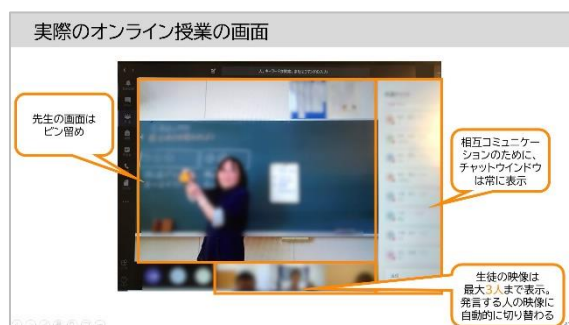 実際のオンライン授業の画面
先生の画面は
ピン留め
相互コミュニケー
ションのために、
チャットウインドウ
は常に表示
生徒の映像は
最大3人まで表示。
発言する人の映像に
自動的に切り替わる